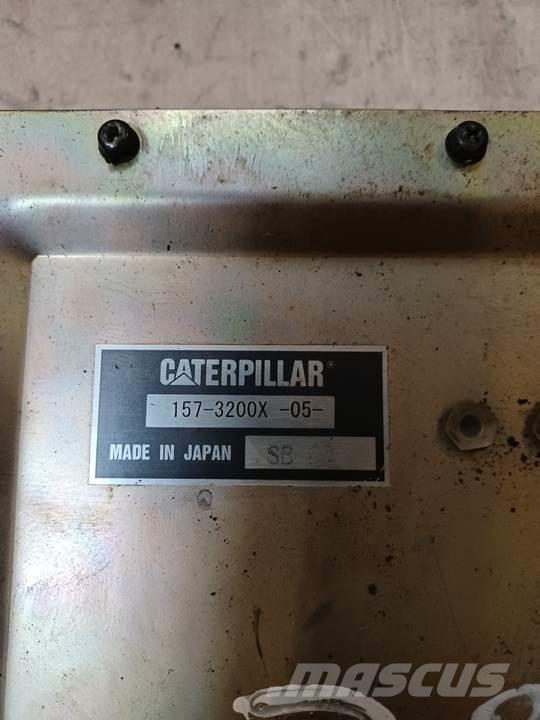 CATERPILLAR®
157-3200X -05-
MADE IN JAPAN SB
MASCUS